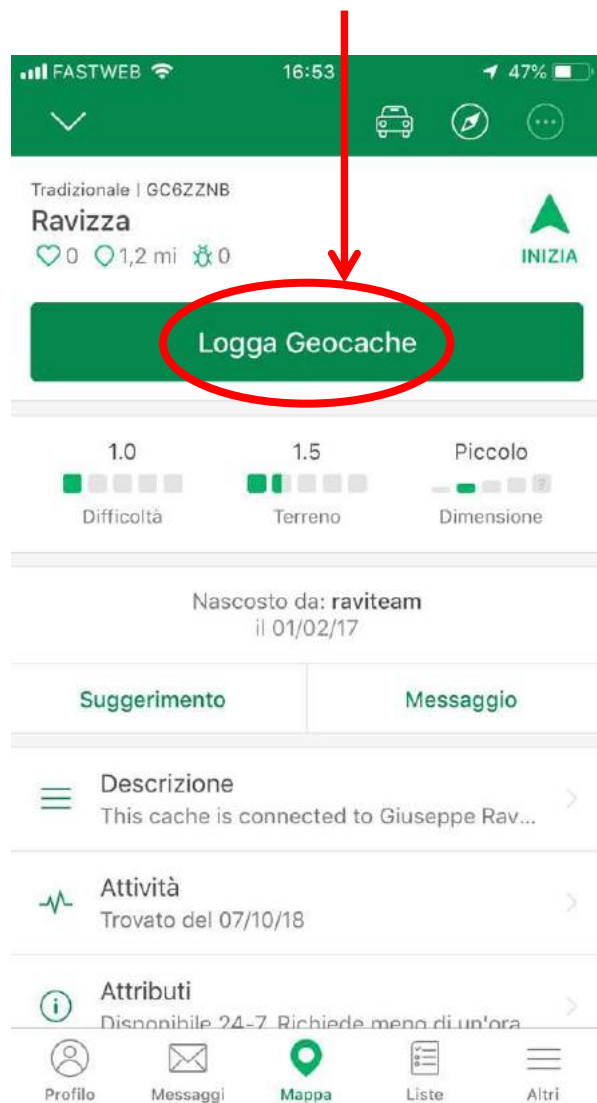 FASTWEB 16:53 47%
Tradizionale | GC6ZZNB
Ravizza
0 1,2 mi 0
INIZIA
Logga Geocache
1.0 1.5 Piccolo
?
Difficoltà Terreno Dimensione
Nascosto da: raviteam
il 01/02/17
Suggerimento Messaggio
Descrizione
This cache is connected to Giuseppe Rav...
Attività
Trovato del 07/10/18
Attributi
Disponibile 24-7, Richiede meno di un'ora
Profilo Messaggi Mappa Liste Altri